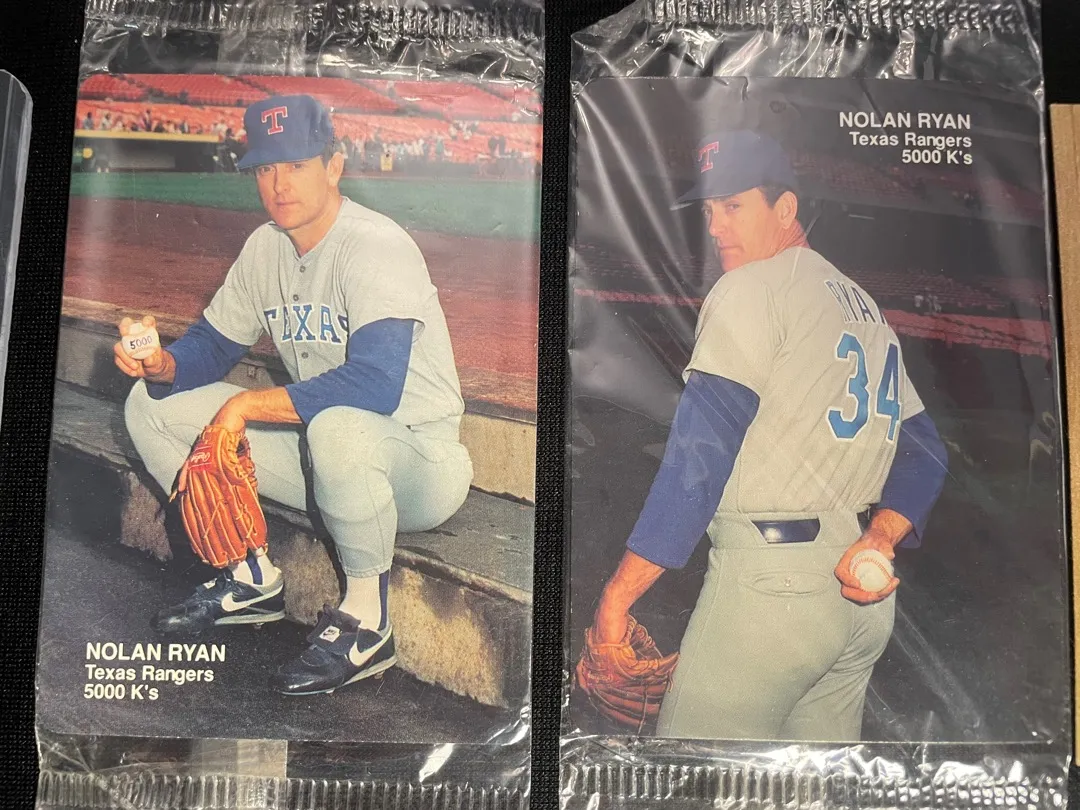 T
TEXAS
5000
NOLAN RYAN
Texas Rangers
5000 K's
NOLAN RYAN
Texas Rangers
5000 K's
T
RYAN
34